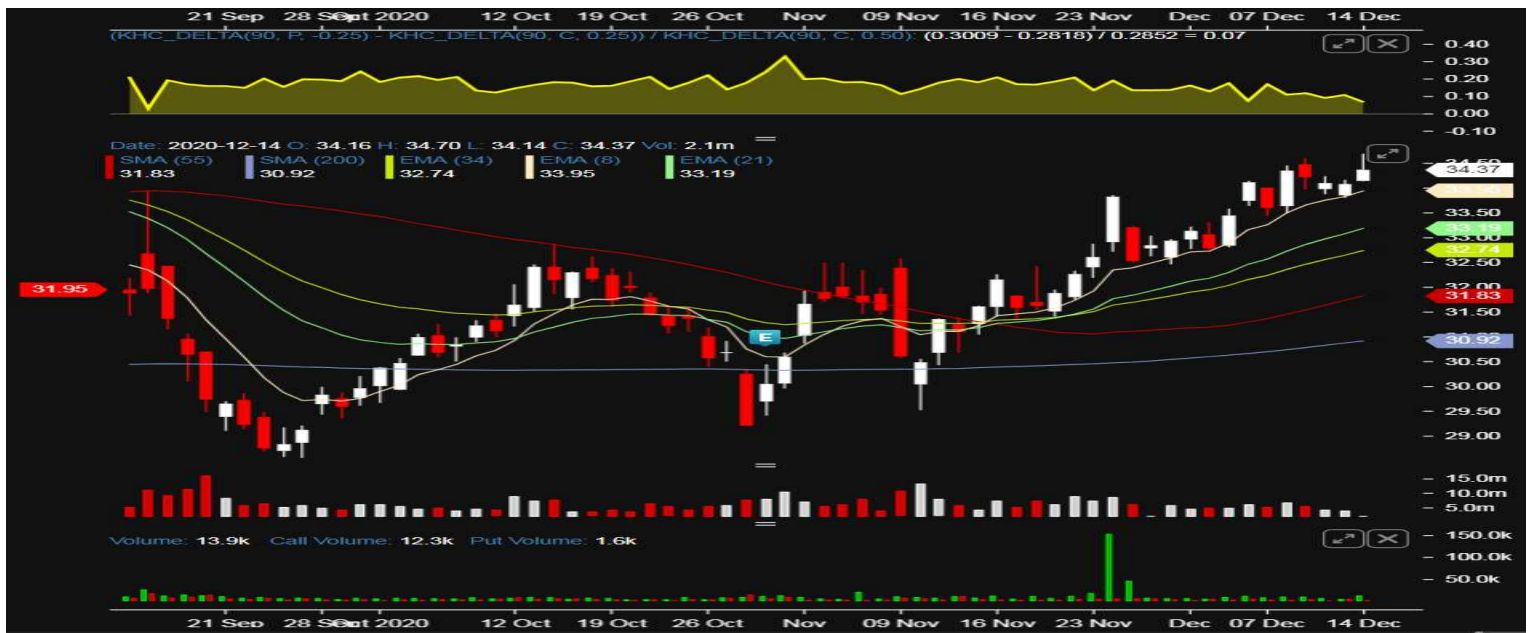 21 Sep 28 Sep Oct 2020 12 Oct 19 Oct 26 Oct Nov 09 Nov 16 Nov 23 Nov Dec 07 Dec 14 Dec
(KHC_DELTA(90, P, -0.25) - KHC_DELTA(90, C, 0.25)) / KHC_DELTA(90, C, 0.50): (0.3009 - 0.2818) / 0.2852 = 0.07
0.40
0.30
0.20
0.10
0.00
-0.10
Date: 2020-12-14 O: 34.16 H: 34.70 L: 34.14 C: 34.37 Vol: 2.1m
SMA (55) SMA (200) EMA (34) EMA (8) EMA (21)
31.83 30.92 32.74 33.95 33.19
34.50
34.37
33.95
33.50
33.19
33.00
32.74
32.50
32.00
31.95
31.83
31.50
30.92
30.50
30.00
29.50
29.00
E
15.0m
10.0m
5.0m
Volume: 13.9k Call Volume: 12.3k Put Volume: 1.6k
150.0k
100.0k
50.0k
21 Sep 28 Sep Oct 2020 12 Oct 19 Oct 26 Oct Nov 09 Nov 16 Nov 23 Nov Dec 07 Dec 14 Dec